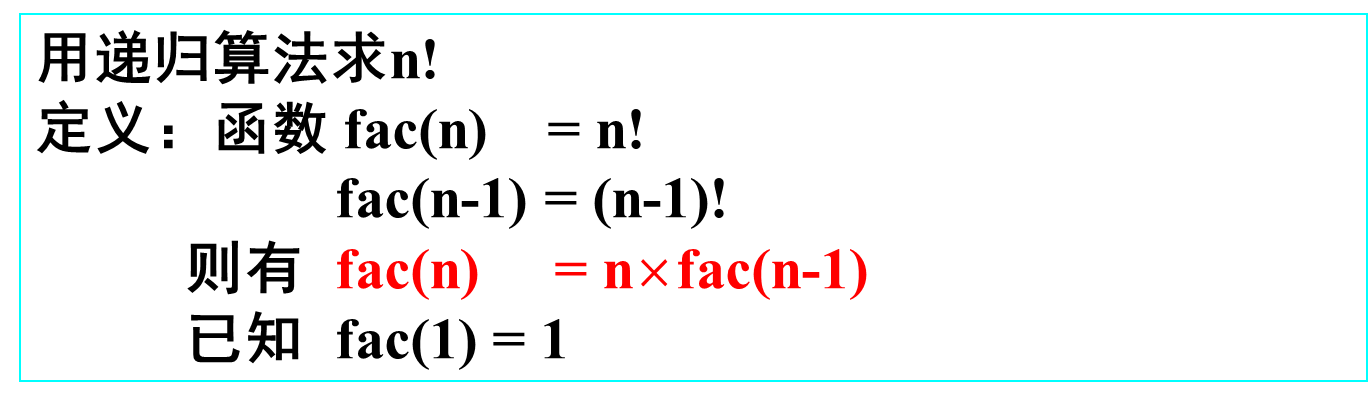 用递归算法求n!
定义：函数 fac(n) = n!
fac(n-1) = (n-1)!
则有 fac(n) = n×fac(n-1)
已知 fac(1) = 1